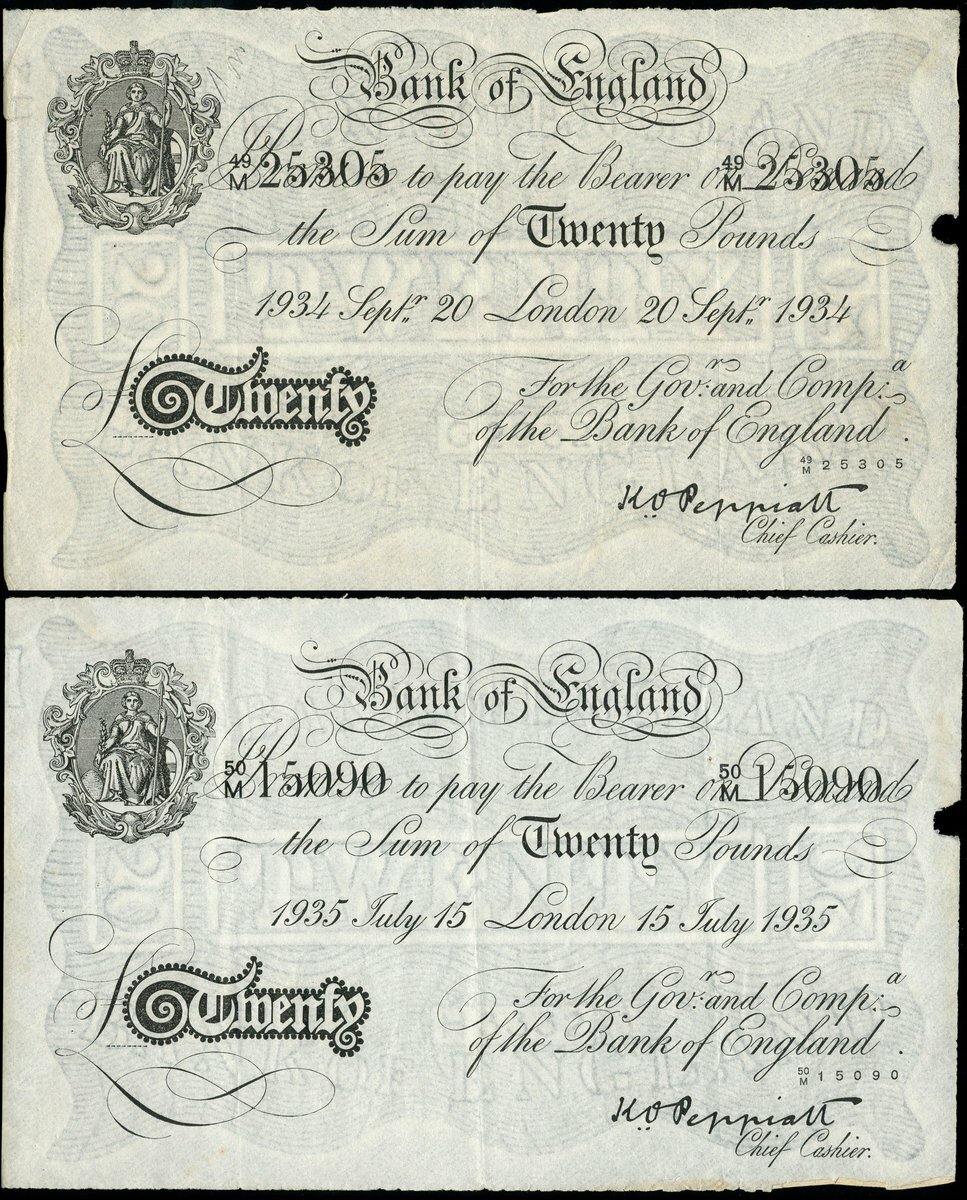 Bank of England
49/M 25305 to pay the Bearer on 49/M 25305
the Sum of Twenty Pounds
1934 Septr. 20 London 20 Septr. 1934
For the Govr. and Compa.
£Twenty
of the Bank of England.
49/M 25305
K.O. Peppiatt
Chief Cashier.
Bank of England
50/M 15090 to pay the Bearer on 50/M 15090
the Sum of Twenty Pounds
1935 July 15 London 15 July 1935
For the Govr. and Compa.
£Twenty
of the Bank of England.
50/M 15090
K.O. Peppiatt
Chief Cashier.